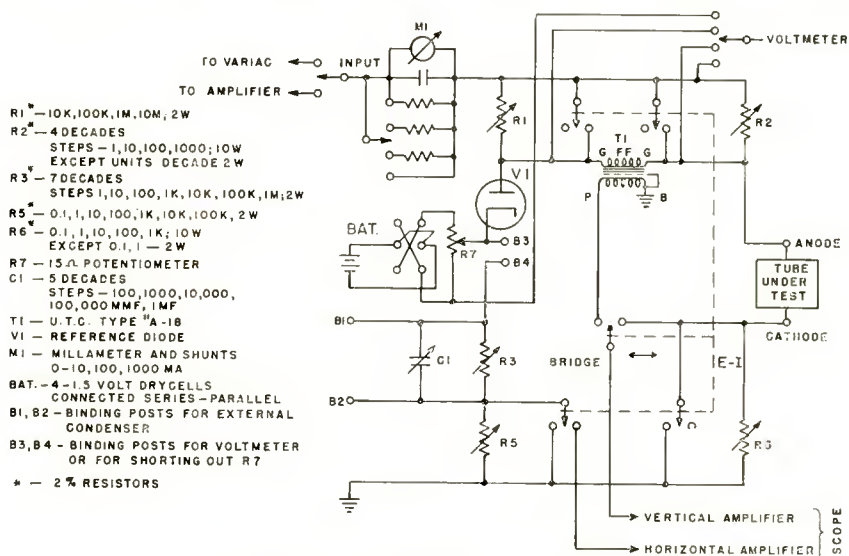 M1
TO VARIAC
INPUT
VOLTMETER
TO AMPLIFIER
R1* — 10K, 100K, 1M, 10M, 2W
R2* — 4 DECADES
STEPS — 1, 10, 100, 1000; 10W
EXCEPT UNITS DECADE 2W
R3* — 7 DECADES
STEPS 1, 10, 100, 1K, 10K, 100K, 1M; 2W
R5* — 0.1, 1, 10, 100, 1K, 10K, 100K, 2W
R6* — 0.1, 1, 10, 100, 1K; 10W
EXCEPT 0.1, 1 — 2W
R7 — 15Ω POTENTIOMETER
C1 — 5 DECADES
STEPS — 100, 1000, 10,000,
100,000 MMF, 1MF
T1 — U.T.C. TYPE "A-18
V1 — REFERENCE DIODE
M1 — MILLAMETER AND SHUNTS
0-10, 100, 1000 MA
BAT. — 4-1.5 VOLT DRYCELLS
CONNECTED SERIES — PARALLEL
B1, B2 — BINDING POSTS FOR EXTERNAL
CONDENSER
B3, B4 — BINDING POSTS FOR VOLTMETER
OR FOR SHORTING OUT R7
* — 2% RESISTORS
R1
R2
T1
G FF G
V1
P
B
BAT.
R7
B3
B4
ANODE
TUBE
UNDER
TEST
CATHODE
B1
C1
R3
BRIDGE
E-I
B2
R5
R6
VERTICAL AMPLIFIER
HORIZONTAL AMPLIFIER
SCOPE